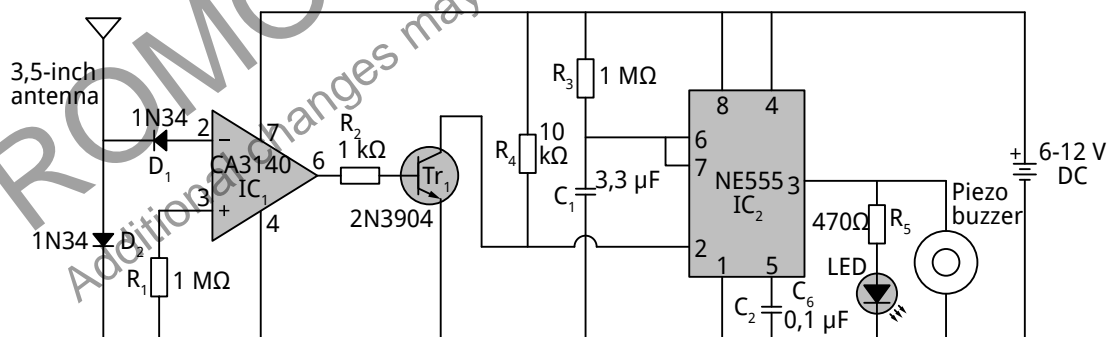 ROMO
Additional changes may
3,5-inch
antenna
1N34
D1
2
−
7
CA3140
IC1
3
+
4
6
1N34
D2
R1
1 MΩ
R2
1 kΩ
Tr1
2N3904
R4
10
kΩ
R3
1 MΩ
C1
3,3 µF
8
4
6
7
NE555
IC2
3
2
1
5
C2
C6
0,1 µF
470Ω
R5
LED
Piezo
buzzer
+
6-12 V
DC